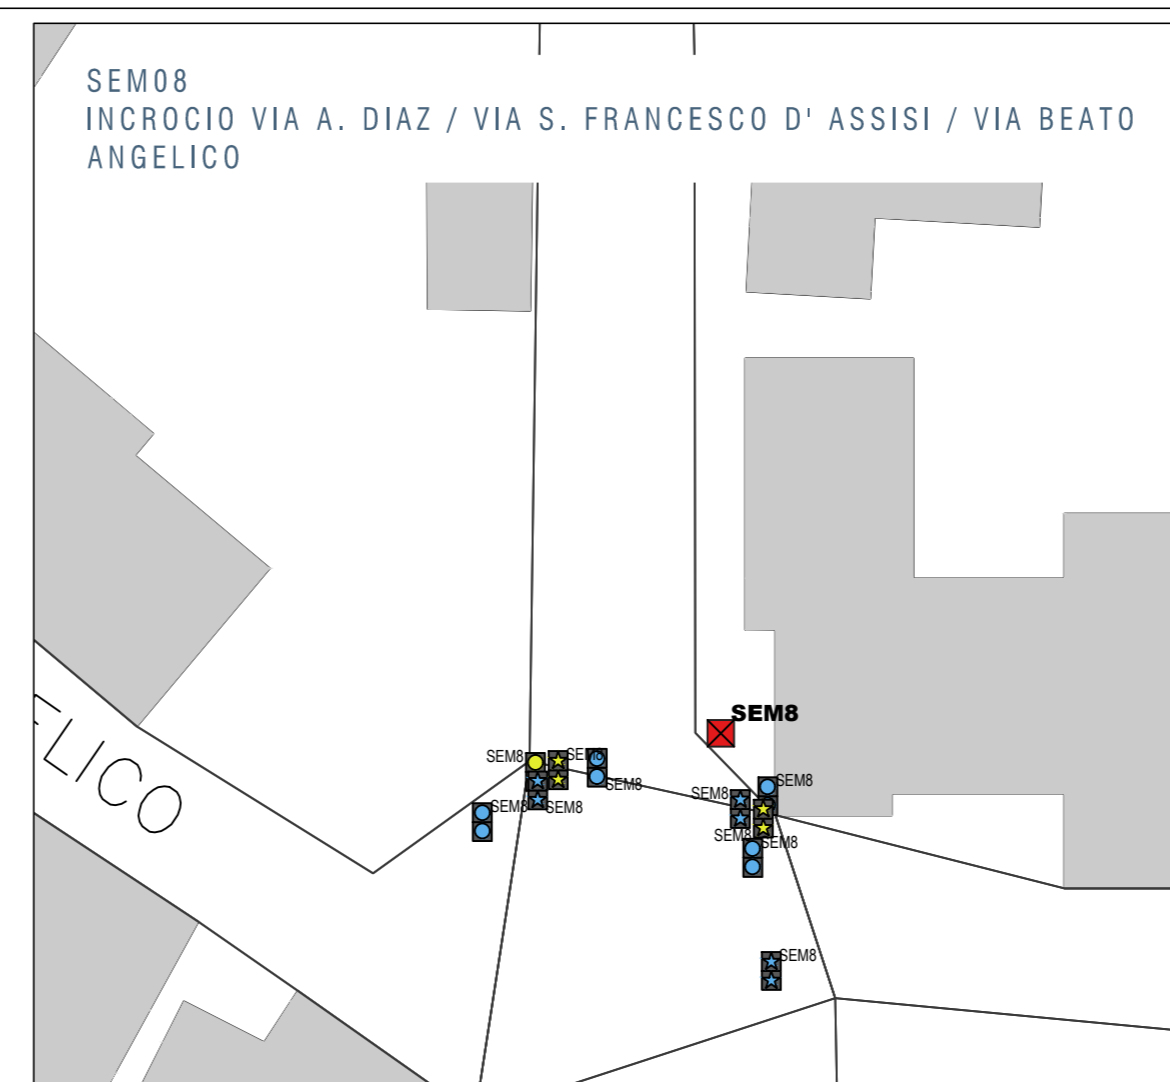 SEM08
INCROCIO VIA A. DIAZ / VIA S. FRANCESCO D' ASSISI / VIA BEATO
ANGELICO
SEM8
SEM8
SEM8
SEM8
SEM8
SEM8
SEM8
SEM8
SEM8
SEM8
SEM8
ELICO